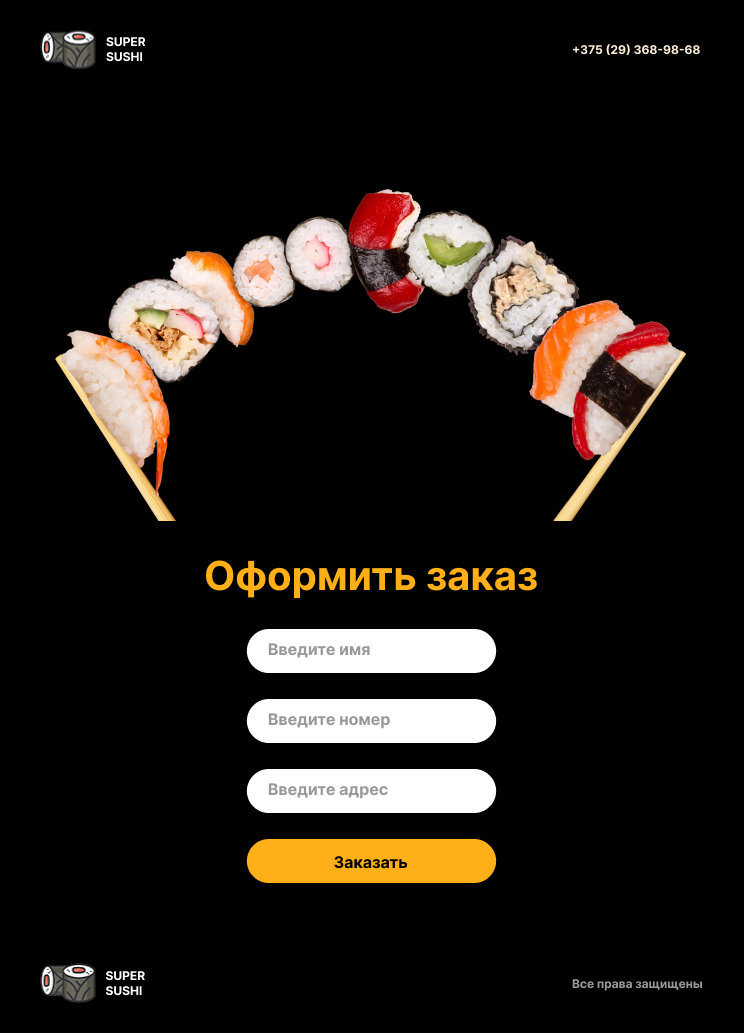 SUPER
SUSHI
+375 (29) 368-98-68
Оформить заказ
Введите имя
Введите номер
Введите адрес
Заказать
SUPER
SUSHI
Все права защищены